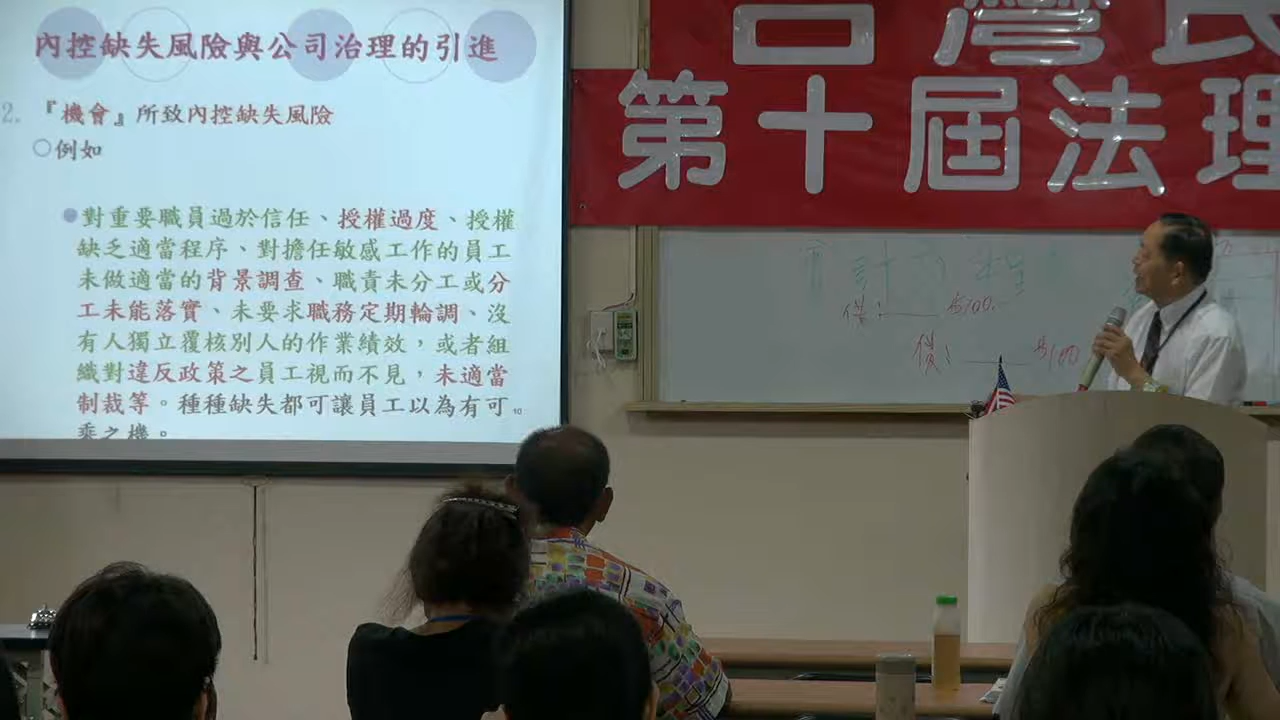 內控缺失風險與公司治理的引進
2. 『機會』所致內控缺失風險
例如
對重要職員過於信任、授權過度、授權
缺乏適當程序、對擔任敏感工作的員工
未做適當的背景調查、職責未分工或分
工未能落實、未要求職務定期輪調、沒
有人獨立覆核別人的作業績效，或者組
織對違反政策之員工視而不見，未適當
制裁等。種種缺失都可讓員工以為有可
乘之機。
10
台灣民
第十屆法理
$100.
$100